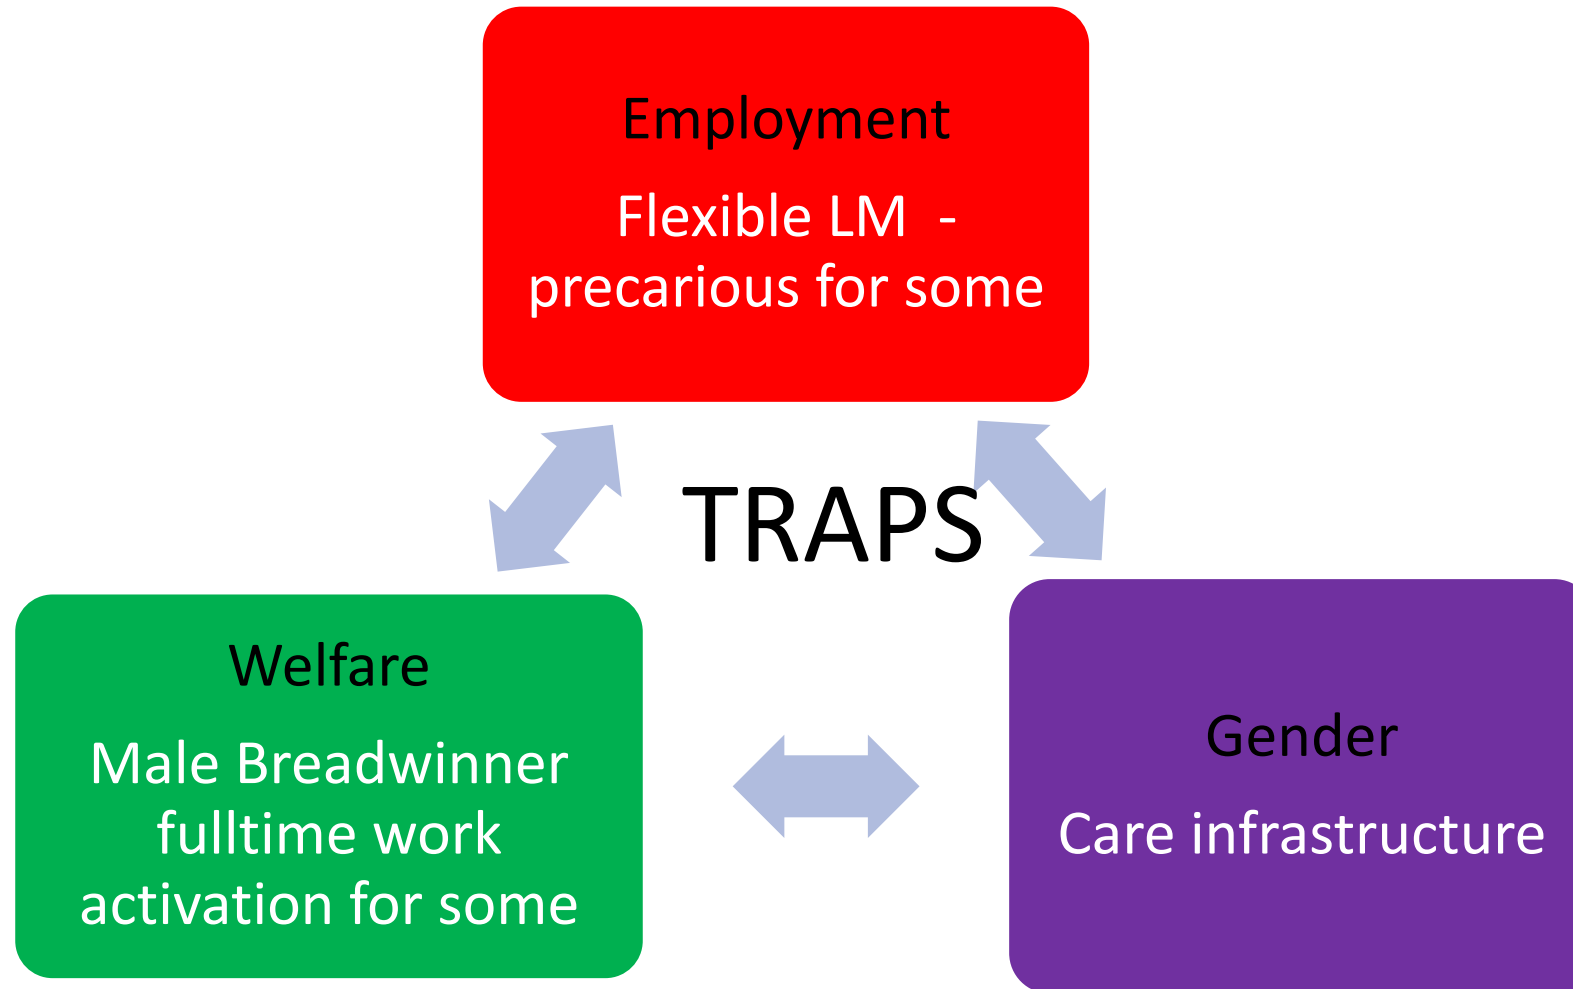 Employment
Flexible LM  -
precarious for some
TRAPS
Welfare
Male Breadwinner
fulltime work
activation for some
Gender
Care infrastructure